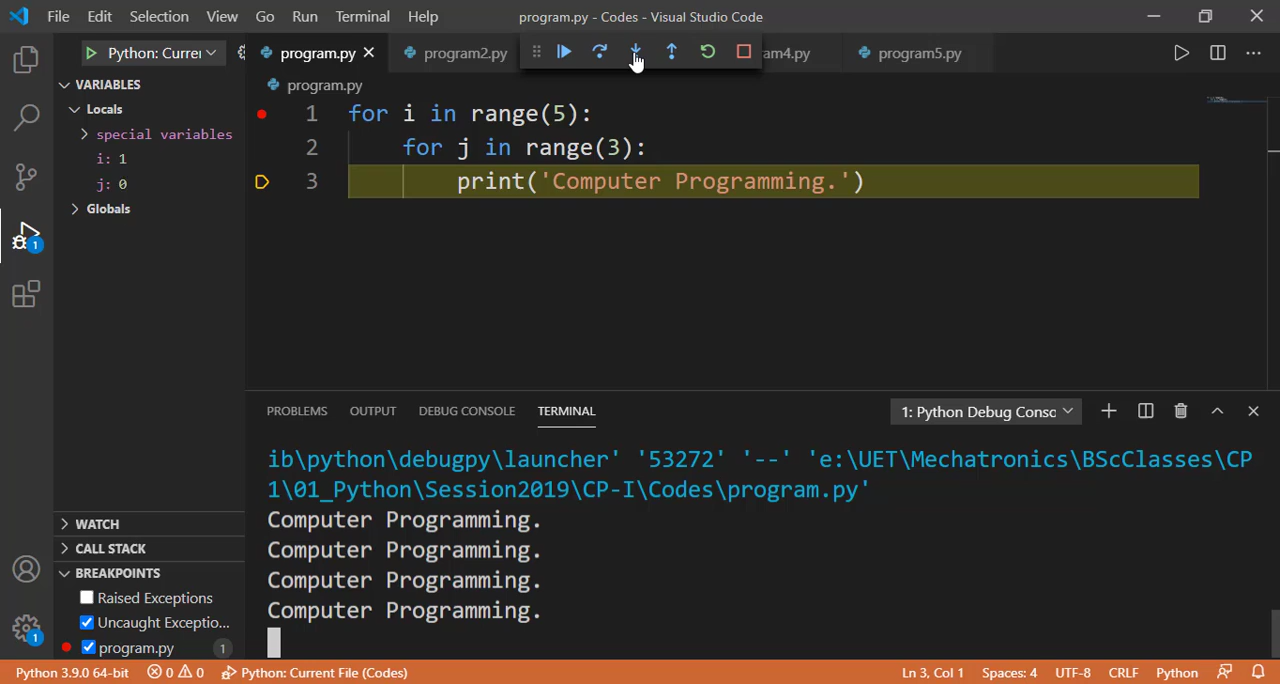 File Edit Selection View Go Run Terminal Help program.py - Codes - Visual Studio Code
Python: Currer program.py program2.py am4.py program5.py
VARIABLES
program.py
Locals
special variables
i: 1
j: 0
Globals
1 for i in range(5):
2 for j in range(3):
3 print('Computer Programming.')
PROBLEMS OUTPUT DEBUG CONSOLE TERMINAL 1: Python Debug Consc
ib\python\debugpy\launcher' '53272' '--' 'e:\UET\Mechatronics\BScClasses\CP
1\01_Python\Session2019\CP-I\Codes\program.py'
Computer Programming.
Computer Programming.
Computer Programming.
Computer Programming.
WATCH
CALL STACK
BREAKPOINTS
Raised Exceptions
Uncaught Exceptio...
program.py 1
1
1
Python 3.9.0 64-bit 0 0 Python: Current File (Codes) Ln 3, Col 1 Spaces: 4 UTF-8 CRLF Python